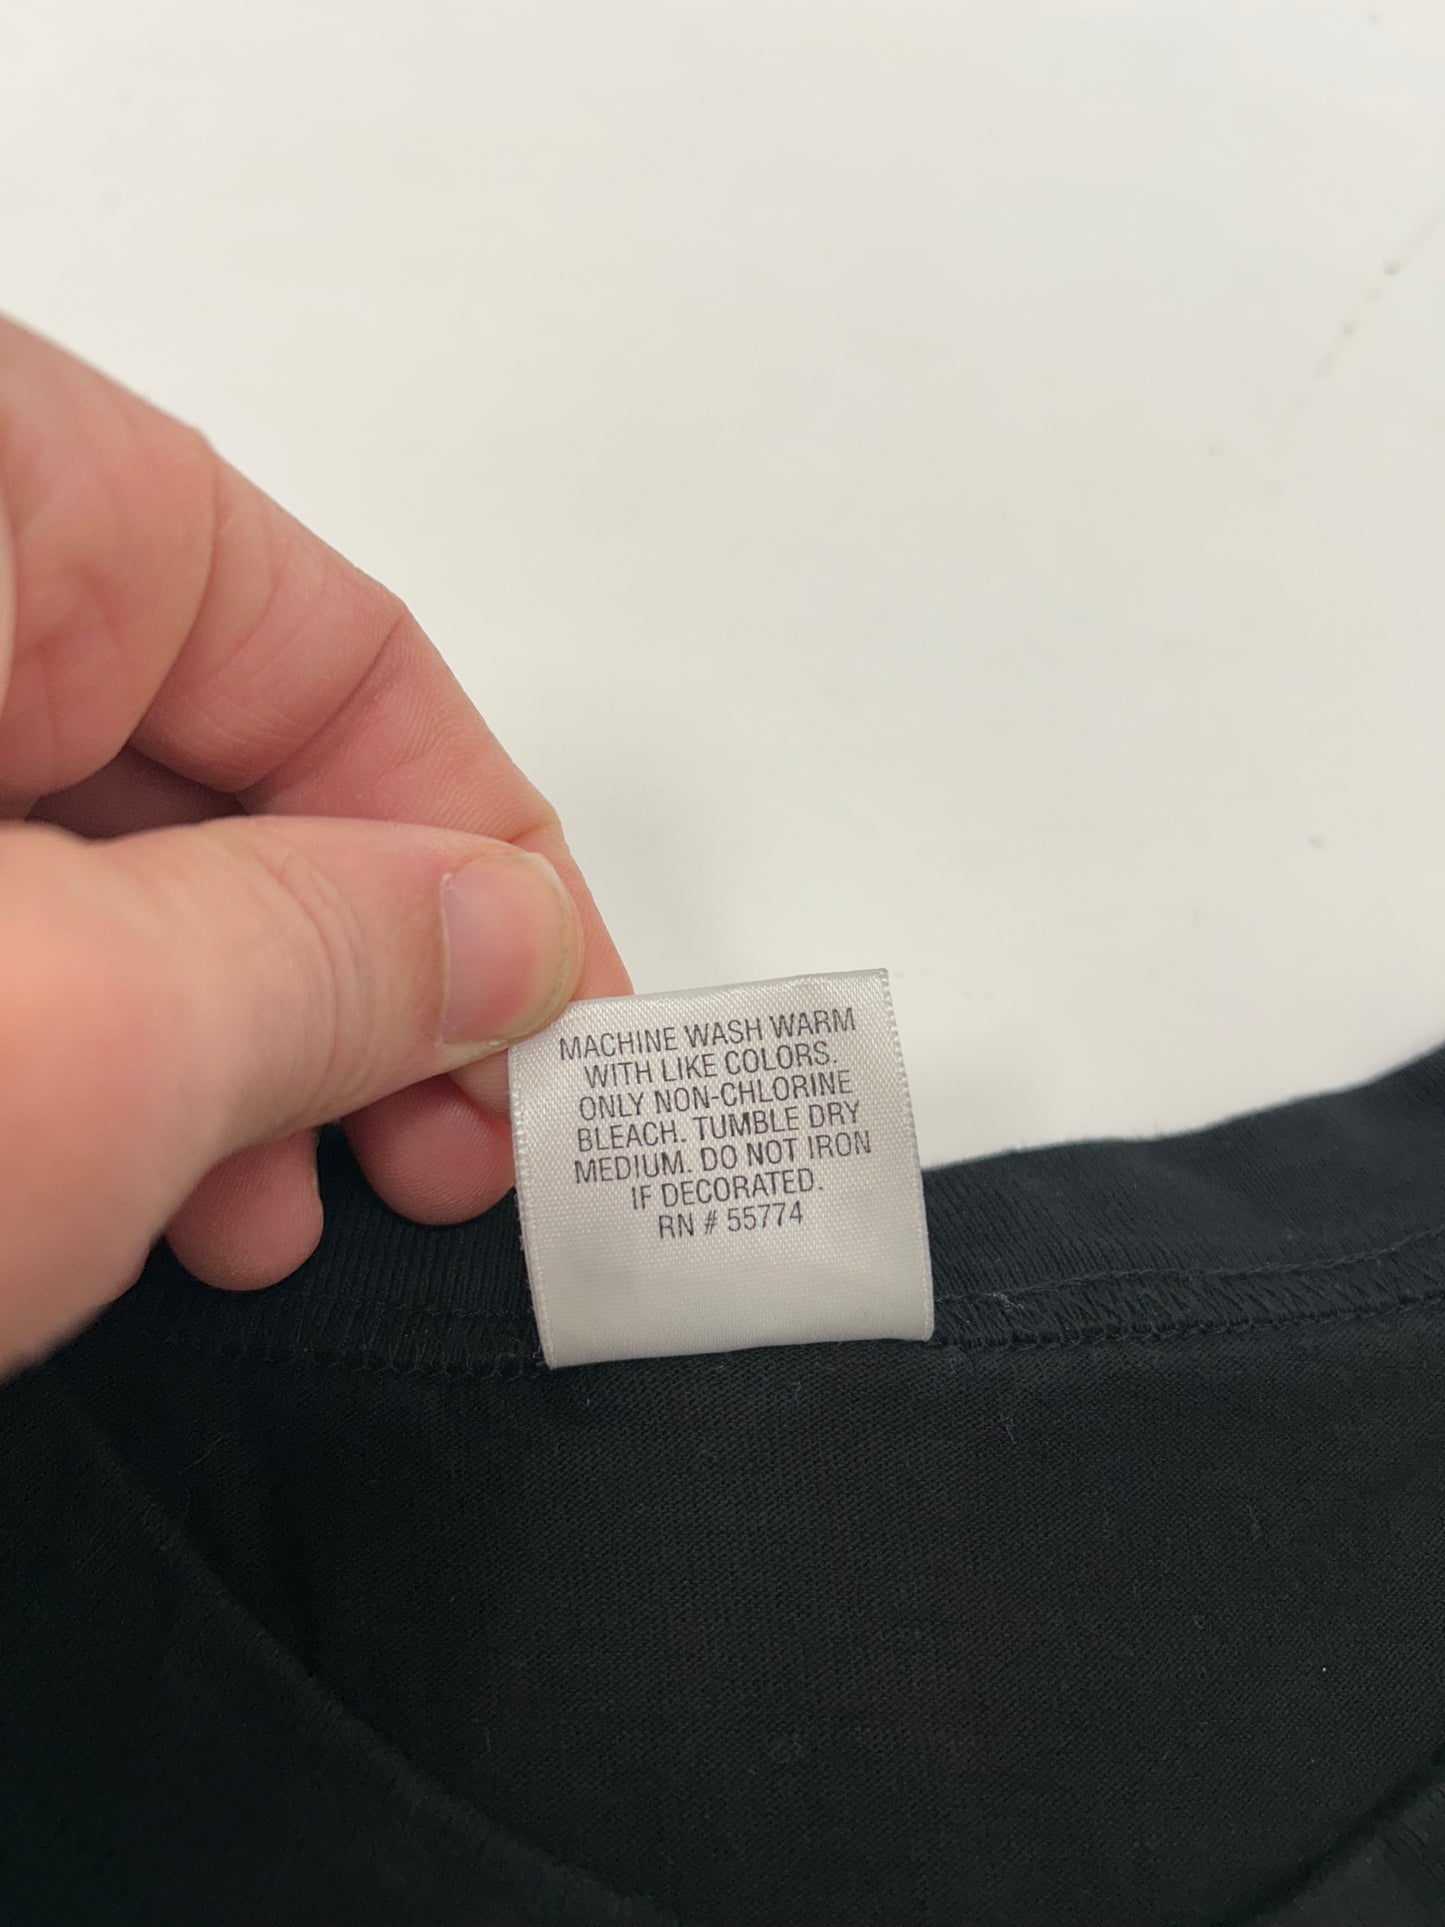 MACHINE WASH WARM
WITH LIKE COLORS.
ONLY NON-CHLORINE
BLEACH. TUMBLE DRY
MEDIUM. DO NOT IRON
IF DECORATED.
RN # 55774